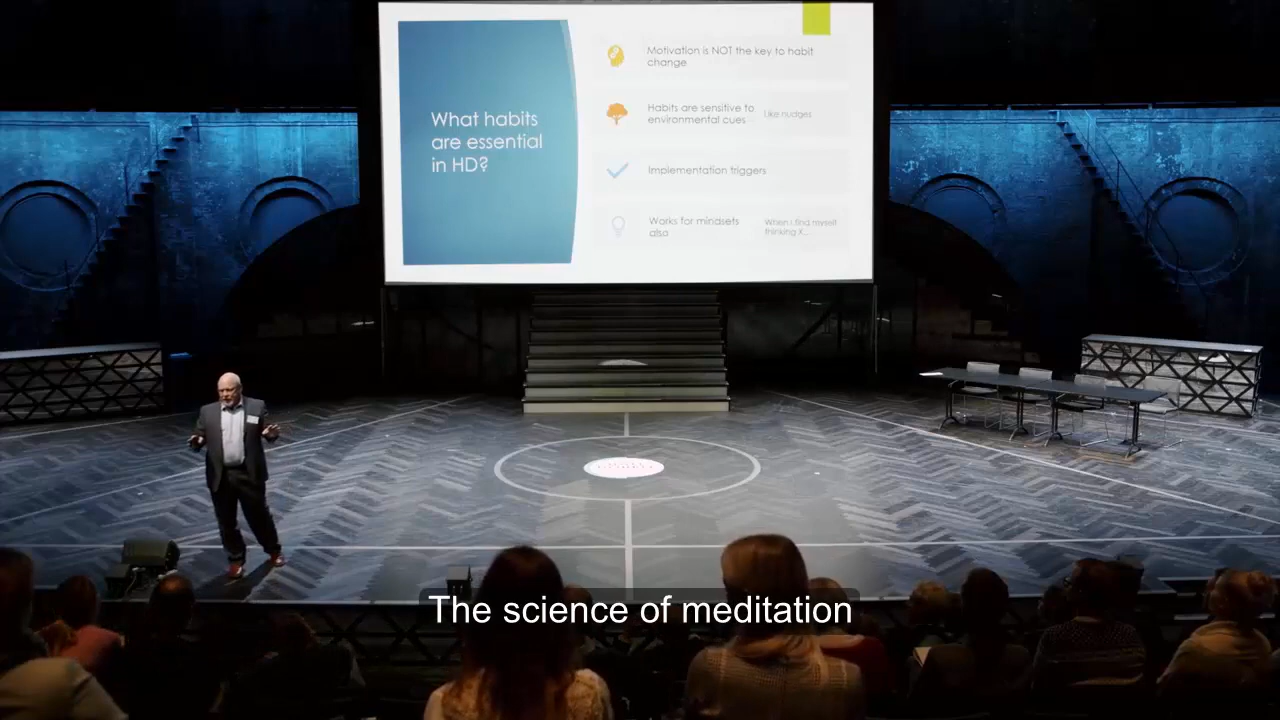 What habits
are essential
in HD?
Motivation is NOT the key to habit
change
Habits are sensitive to
environmental cues
Like nudges
Implementation triggers
Works for mindsets
also
When I find myself
thinking X...
The science of meditation